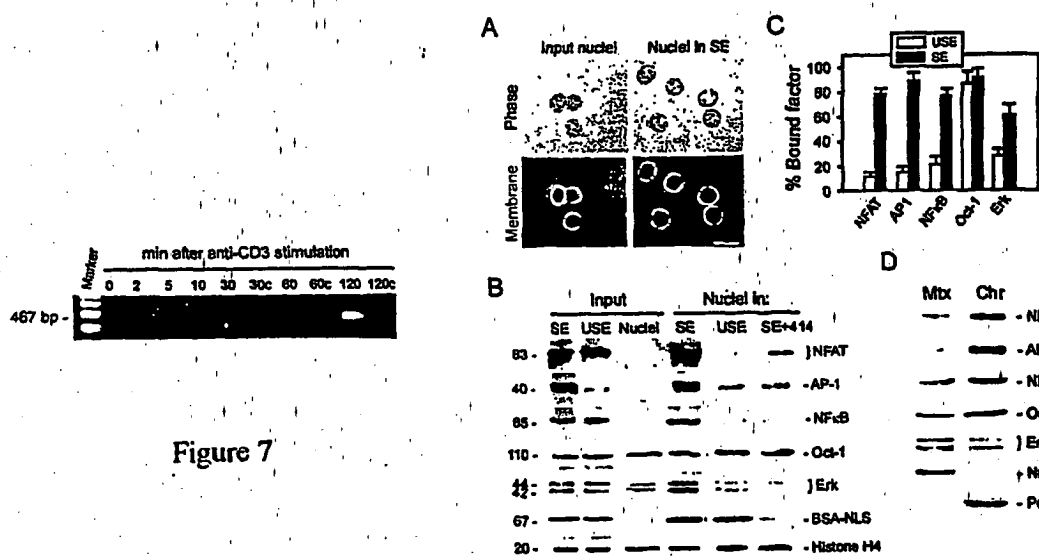 Marker
min after anti-CD3 stimulation
0 2 5 10 30 30c 60 60c 120 120c
467 bp -
Figure 7
A
Input nuclei Nuclei in SE
Phase
Membrane
B
Input Nuclei in:
SE USE Nuclei SE USE SE+414
83 - }NFAT
40 - -AP-1
65 - -NFκB
110 - -Oct-1
44 -
42 - }Erk
67 - -BSA-NLS
20 - -Histone H4
C
USE
SE
% Bound factor
100
80
60
40
20
0
NFAT AP1 NFκB Oct-1 Erk
D
Mtx Chr